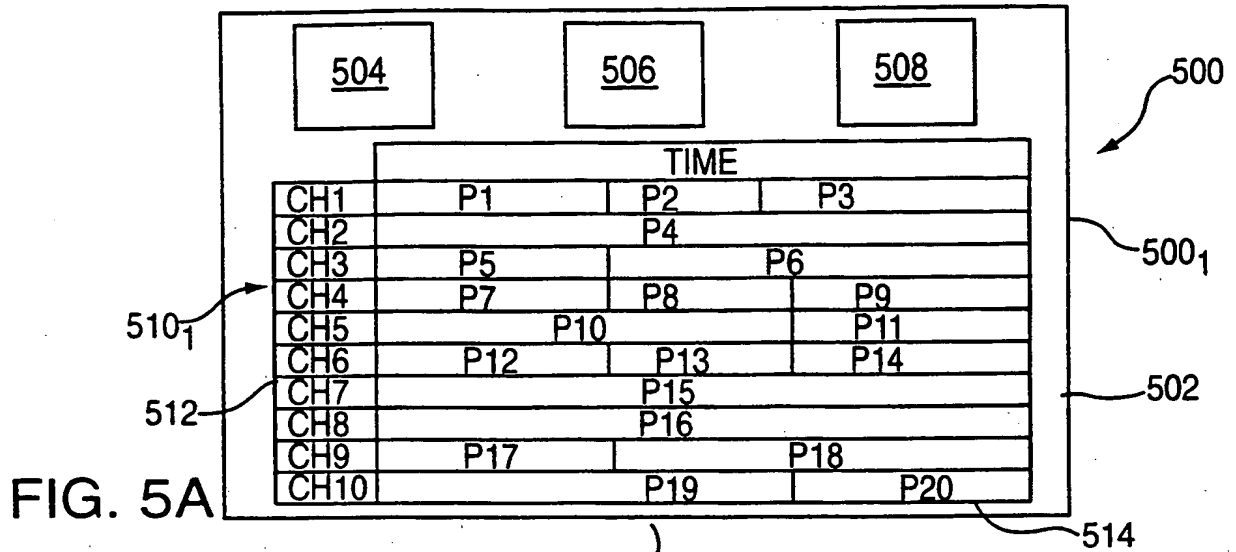 504 506 508
500
TIME
CH1 P1 P2 P3
CH2 P4
500₁
CH3 P5 P6
CH4 P7 P8 P9
510₁
CH5 P10 P11
CH6 P12 P13 P14
CH7 P15
502
512
CH8 P16
CH9 P17 P18
CH10 P19 P20
FIG. 5A
514